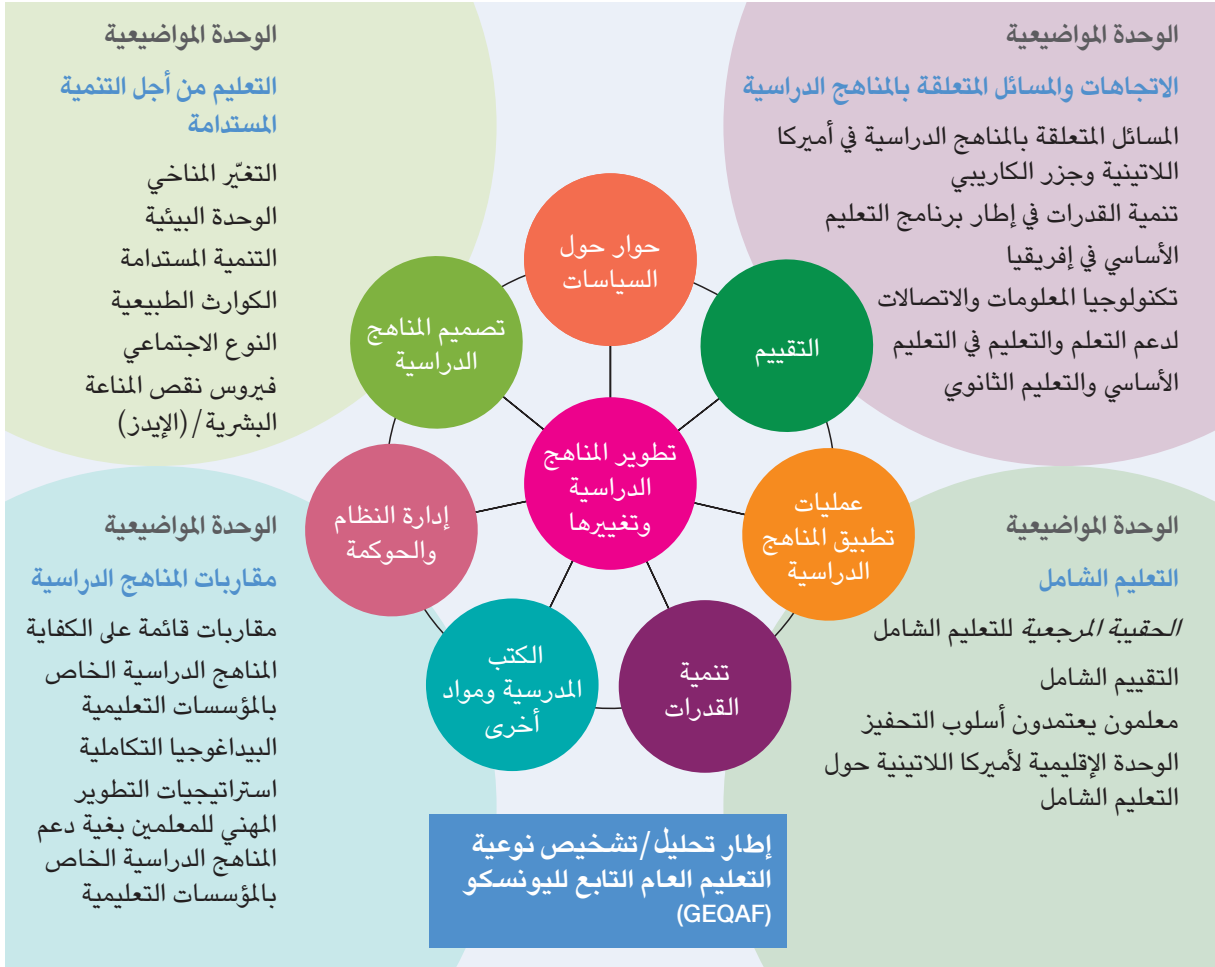 الوحدة المواضيعية
الاتجاهات والمسائل المتعلقة بالمناهج الدراسية
المسائل المتعلقة بالمناهج الدراسية في أميركا
اللاتينية وجزر الكاريبي
تنمية القدرات في إطار برنامج التعليم
الأساسي في إفريقيا
تكنولوجيا المعلومات والاتصالات
لدعم التعلم والتعليم في التعليم
الأساسي والتعليم الثانوي
الوحدة المواضيعية
التعليم من أجل التنمية
المستدامة
التغيّر المناخي
الوحدة البيئية
التنمية المستدامة
الكوارث الطبيعية
النوع الاجتماعي
فيروس نقص المناعة
البشرية/(الإيدز)
حوار حول
السياسات
التقييم
عمليات
تطبيق المناهج
الدراسية
تنمية
القدرات
الكتب
المدرسية ومواد
أخرى
إدارة النظام
والحوكمة
تصميم المناهج
الدراسية
تطوير المناهج
الدراسية
وتغييرها
الوحدة المواضيعية
التعليم الشامل
الحقيبة المرجعية للتعليم الشامل
التقييم الشامل
معلمون يعتمدون أسلوب التحفيز
الوحدة الإقليمية لأميركا اللاتينية حول
التعليم الشامل
الوحدة المواضيعية
مقاربات المناهج الدراسية
مقاربات قائمة على الكفاية
المناهج الدراسية الخاص
بالمؤسسات التعليمية
البيداغوجيا التكاملية
استراتيجيات التطوير
المهني للمعلمين بغية دعم
المناهج الدراسية الخاص
بالمؤسسات التعليمية
إطار تحليل/تشخيص نوعية
التعليم العام التابع لليونسكو
(GEQAF)